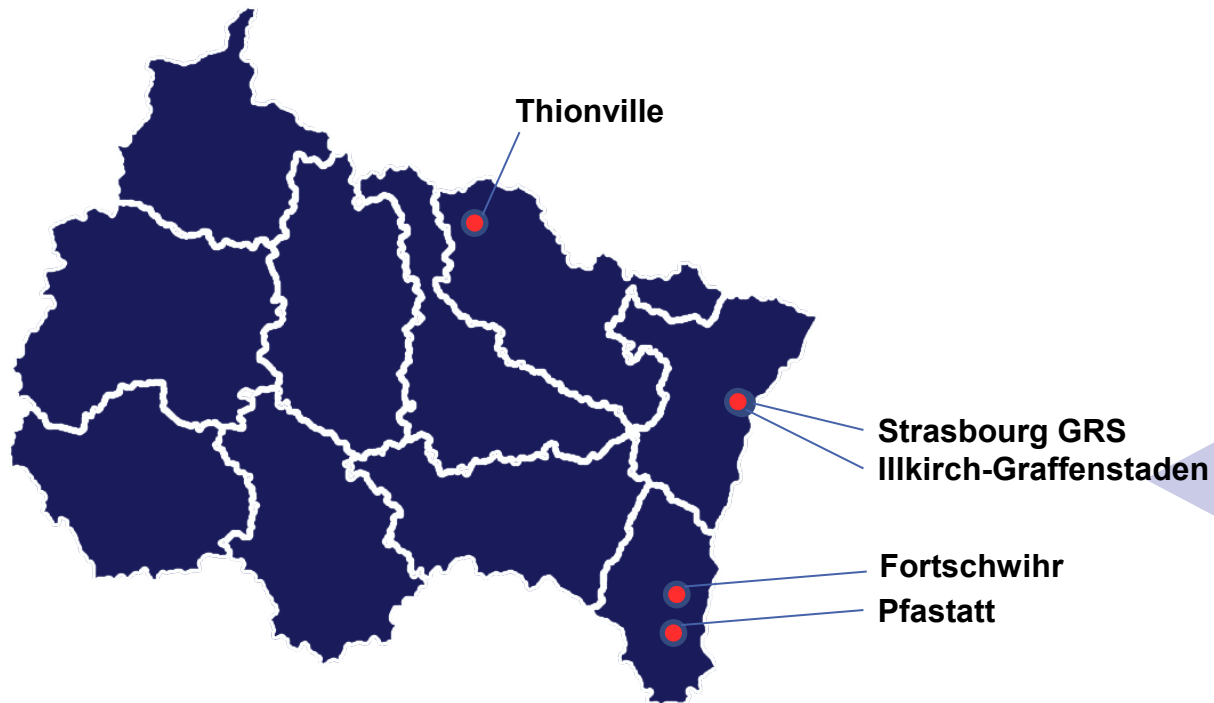 Thionville
Strasbourg GRS
Illkirch-Graffenstaden
Fortschwihr
Pfastatt